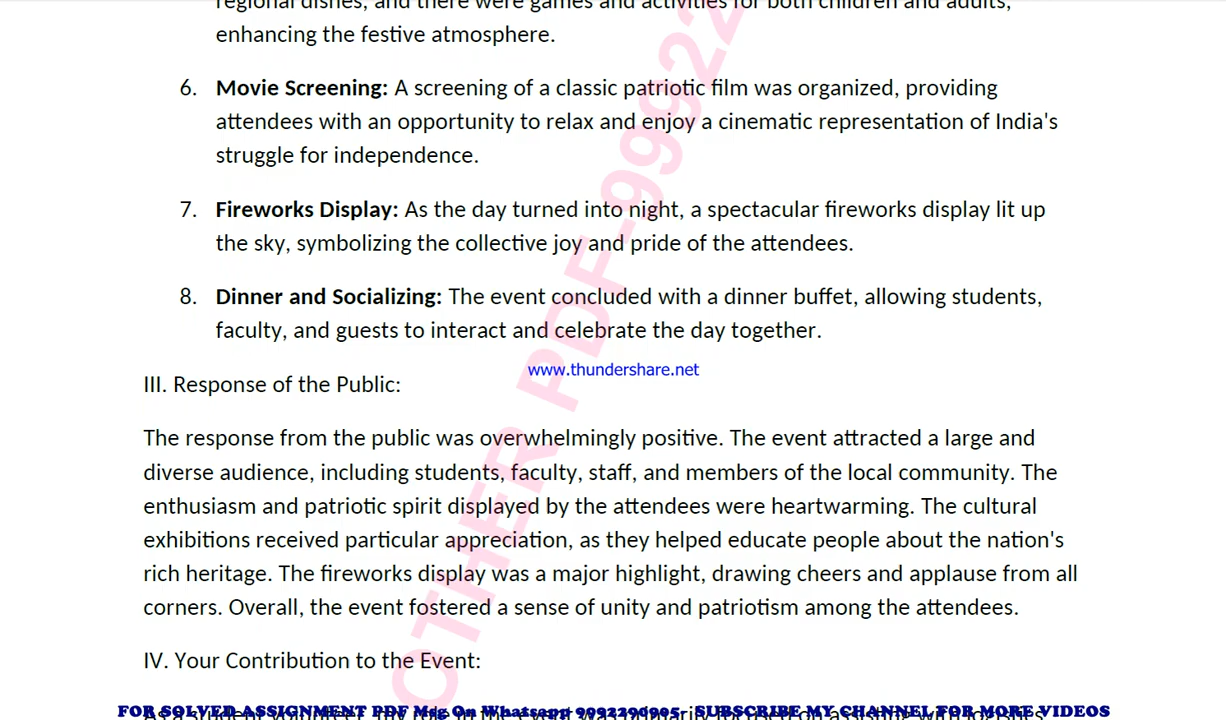 regional dishes, and there were games and activities for both children and adults,
enhancing the festive atmosphere.
6. Movie Screening: A screening of a classic patriotic film was organized, providing
attendees with an opportunity to relax and enjoy a cinematic representation of India's
struggle for independence.
7. Fireworks Display: As the day turned into night, a spectacular fireworks display lit up
the sky, symbolizing the collective joy and pride of the attendees.
8. Dinner and Socializing: The event concluded with a dinner buffet, allowing students,
faculty, and guests to interact and celebrate the day together.
www.thundershare.net
III. Response of the Public:
The response from the public was overwhelmingly positive. The event attracted a large and
diverse audience, including students, faculty, staff, and members of the local community. The
enthusiasm and patriotic spirit displayed by the attendees were heartwarming. The cultural
exhibitions received particular appreciation, as they helped educate people about the nation's
rich heritage. The fireworks display was a major highlight, drawing cheers and applause from all
corners. Overall, the event fostered a sense of unity and patriotism among the attendees.
IV. Your Contribution to the Event:
FOR SOLVED ASSIGNMENT PDF Msg On Whatsapp 9992290905- SUBSCRIBE MY CHANNEL FOR MORE VIDEOS
OTHER PDF-99922